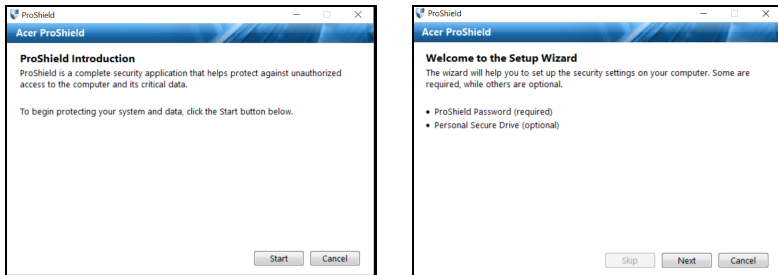 ProShield
Acer ProShield
ProShield Introduction
ProShield is a complete security application that helps protect against unauthorized
access to the computer and its critical data.
To begin protecting your system and data, click the Start button below.
Start
Cancel
ProShield
Acer ProShield
Welcome to the Setup Wizard
The wizard will help you to set up the security settings on your computer. Some are
required, while others are optional.
• ProShield Password (required)
• Personal Secure Drive (optional)
Skip
Next
Cancel